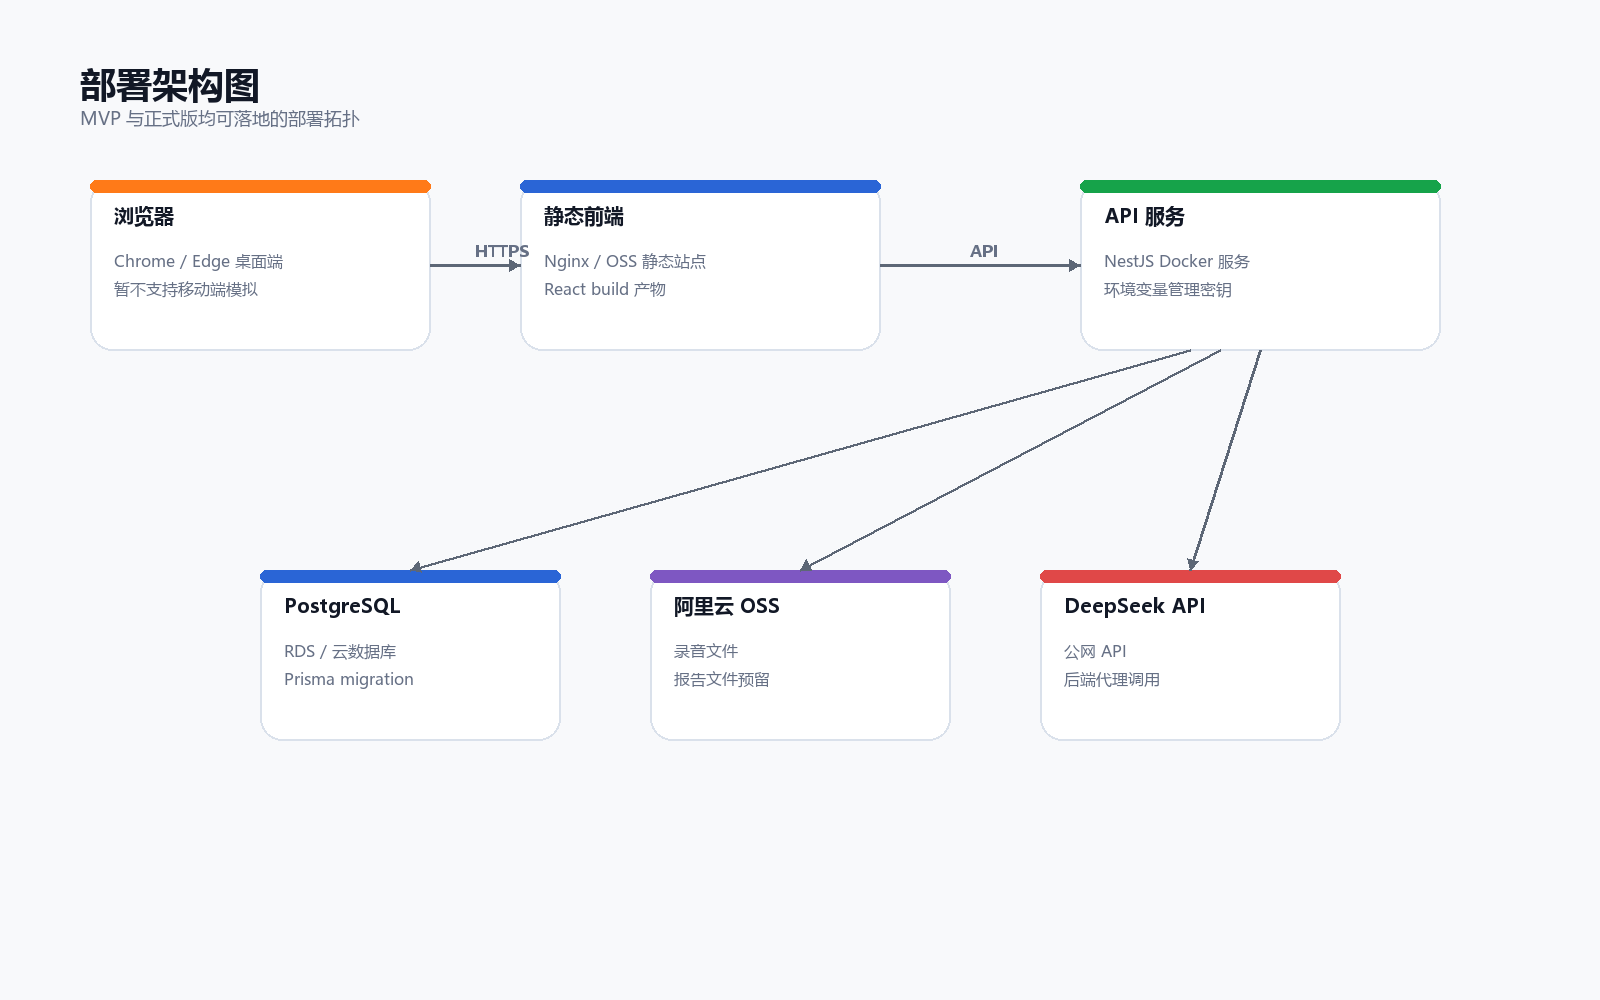 部署架构图
MVP 与正式版均可落地的部署拓扑
浏览器
Chrome / Edge 桌面端
暂不支持移动端模拟
HTTPS
静态前端
Nginx / OSS 静态站点
React build 产物
API
API 服务
NestJS Docker 服务
环境变量管理密钥
PostgreSQL
RDS / 云数据库
Prisma migration
阿里云 OSS
录音文件
报告文件预留
DeepSeek API
公网 API
后端代理调用